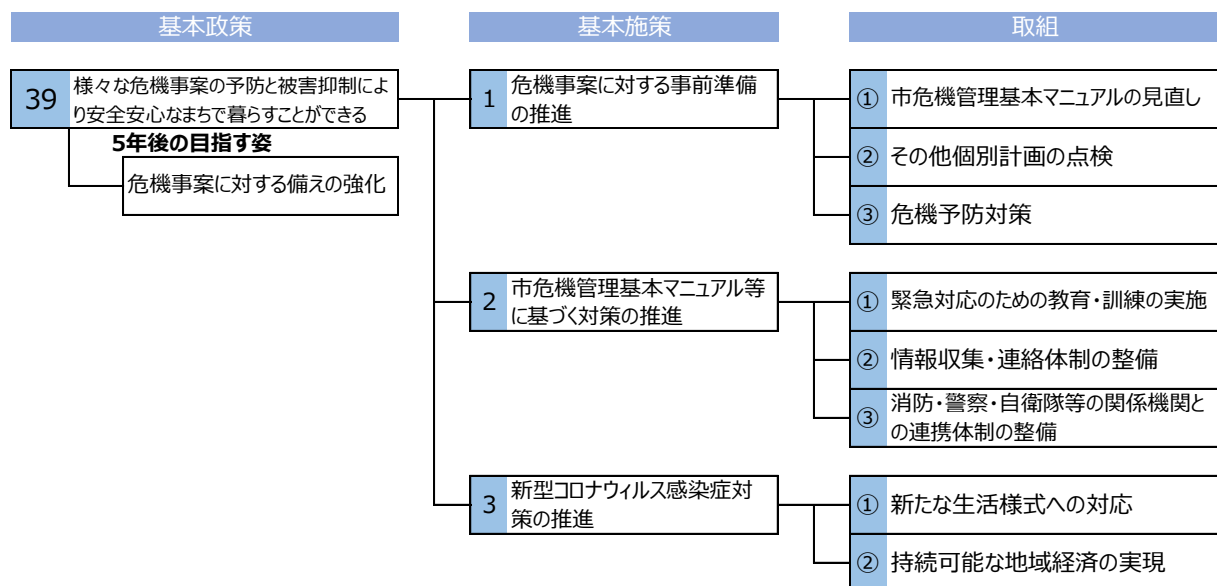 基本政策
基本施策
取組
39
様々な危機事案の予防と被害抑制によ
り安全安心なまちで暮らすことができる
5年後の目指す姿
危機事案に対する備えの強化
1
危機事案に対する事前準備
の推進
① 市危機管理基本マニュアルの見直し
② その他個別計画の点検
③ 危機予防対策
2
市危機管理基本マニュアル等
に基づく対策の推進
① 緊急対応のための教育・訓練の実施
② 情報収集・連絡体制の整備
③
消防・警察・自衛隊等の関係機関と
の連携体制の整備
3
新型コロナウィルス感染症対
策の推進
① 新たな生活様式への対応
② 持続可能な地域経済の実現